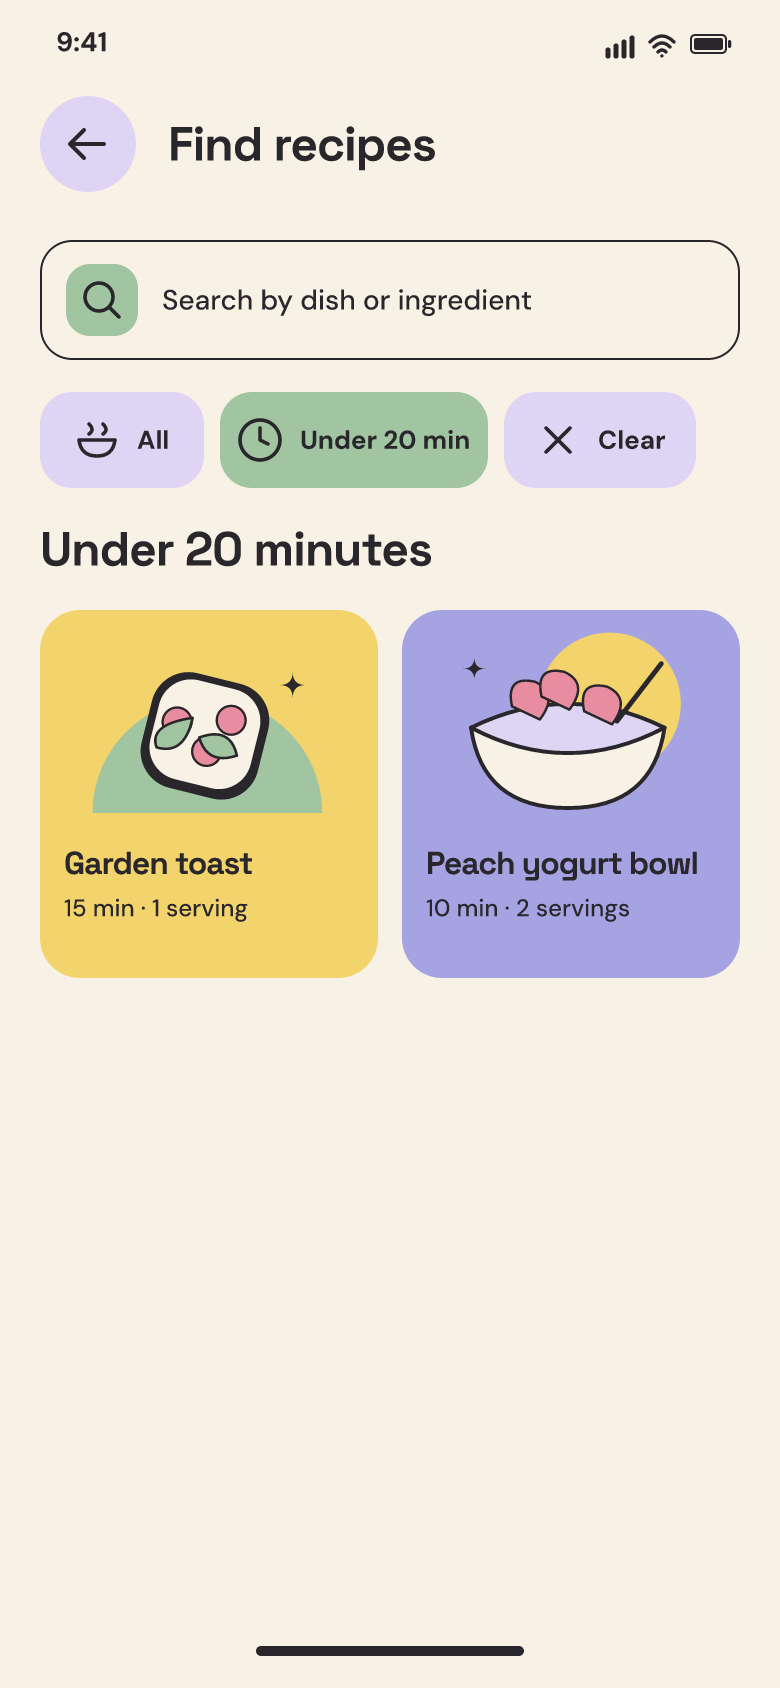 9:41
Find recipes
Search by dish or ingredient
All
Under 20 min
Clear
Under 20 minutes
Garden toast
15 min · 1 serving
Peach yogurt bowl
10 min · 2 servings